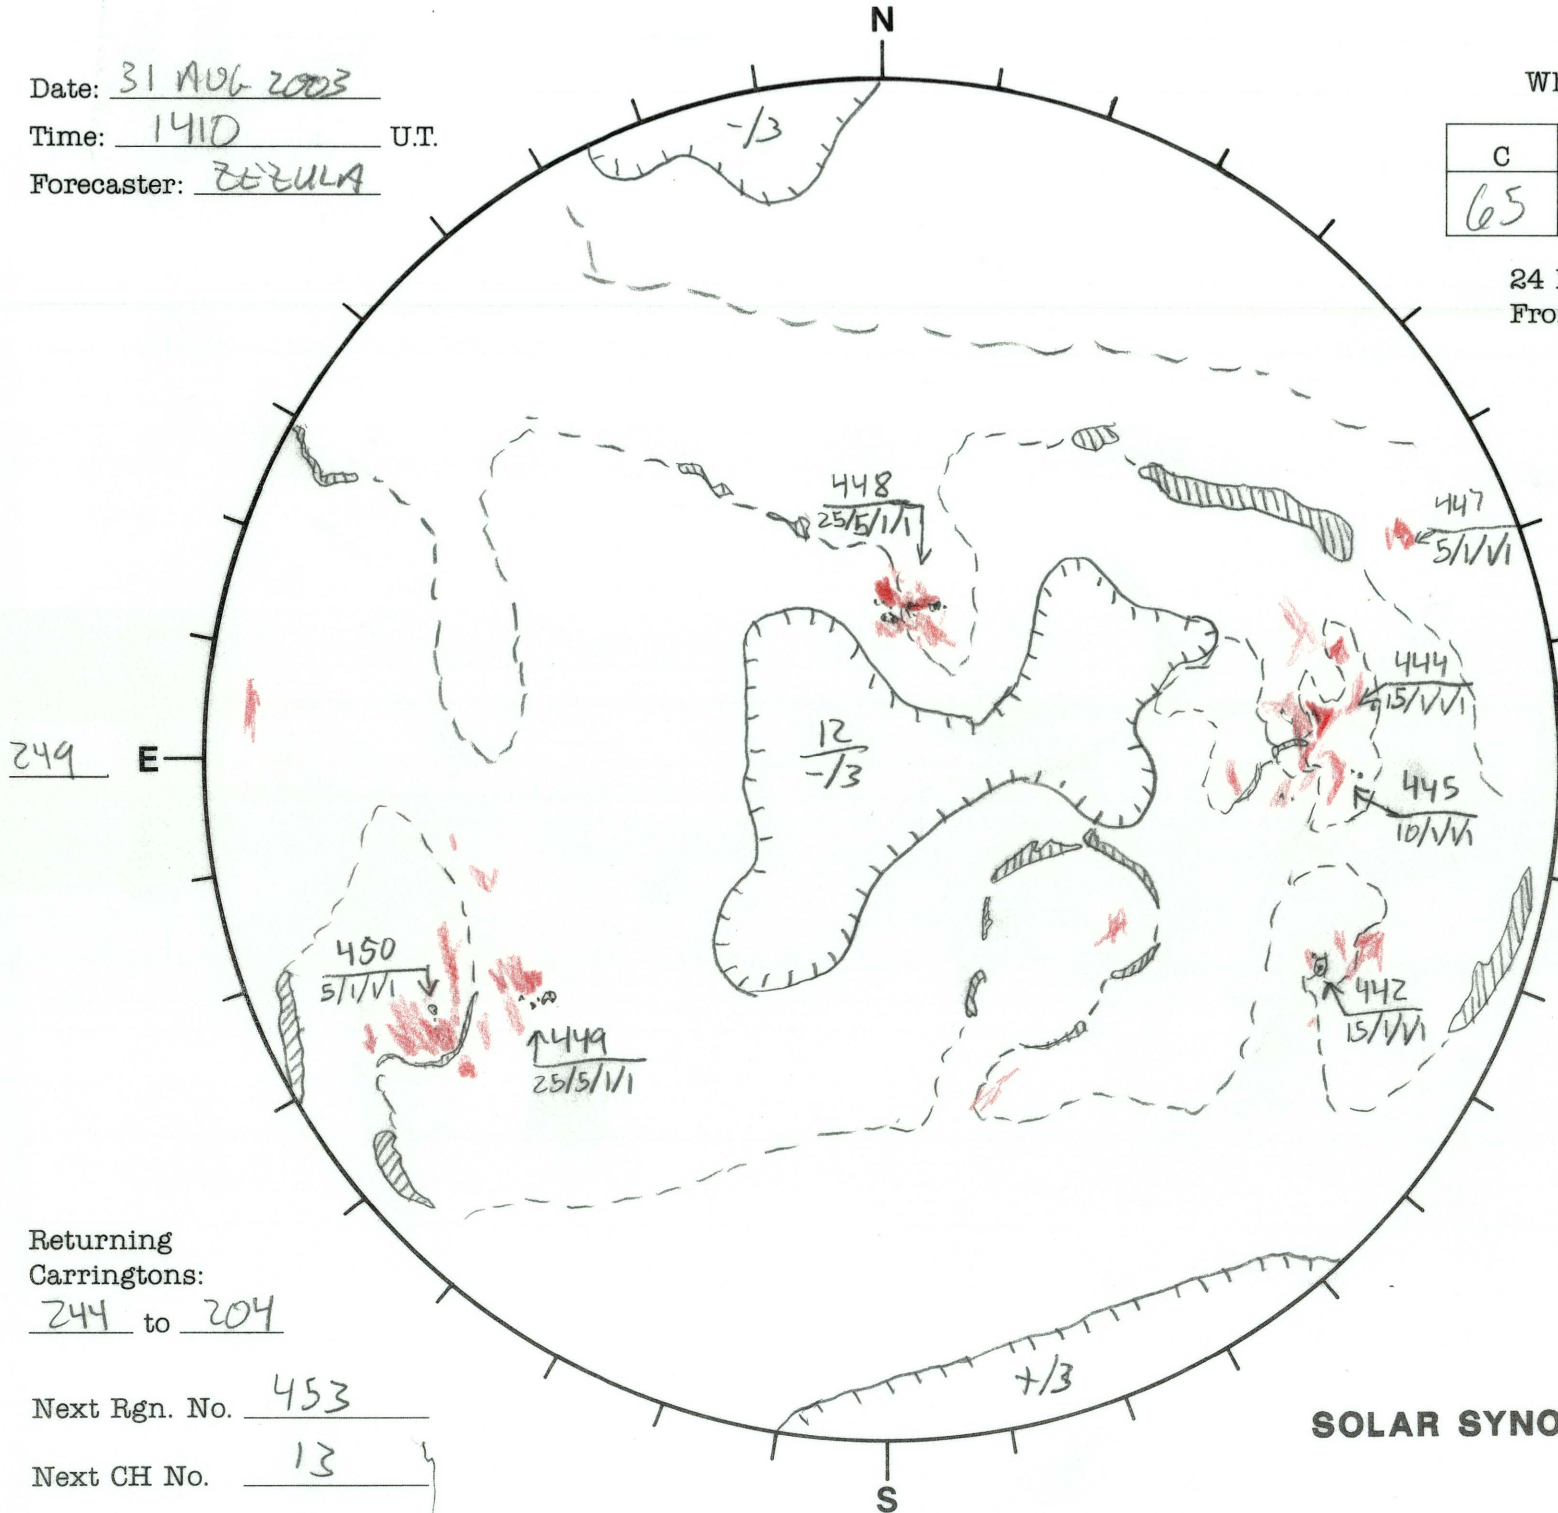 N
Date: 31 AUG 2003
Time: 1410 U.T.
Forecaster: ZEZULA
-/3
C
65
24
448
25/5/1/1
447
5/1/1/1
444
15/1/1/1
12
-/3
249
E
445
10/1/1/1
450
5/1/1/1
442
15/1/1/1
449
25/5/1/1
Returning
Carringtons:
244 to 204
+/3
Next Rgn. No. 453
SOLAR SYNO
Next CH No. 13
S